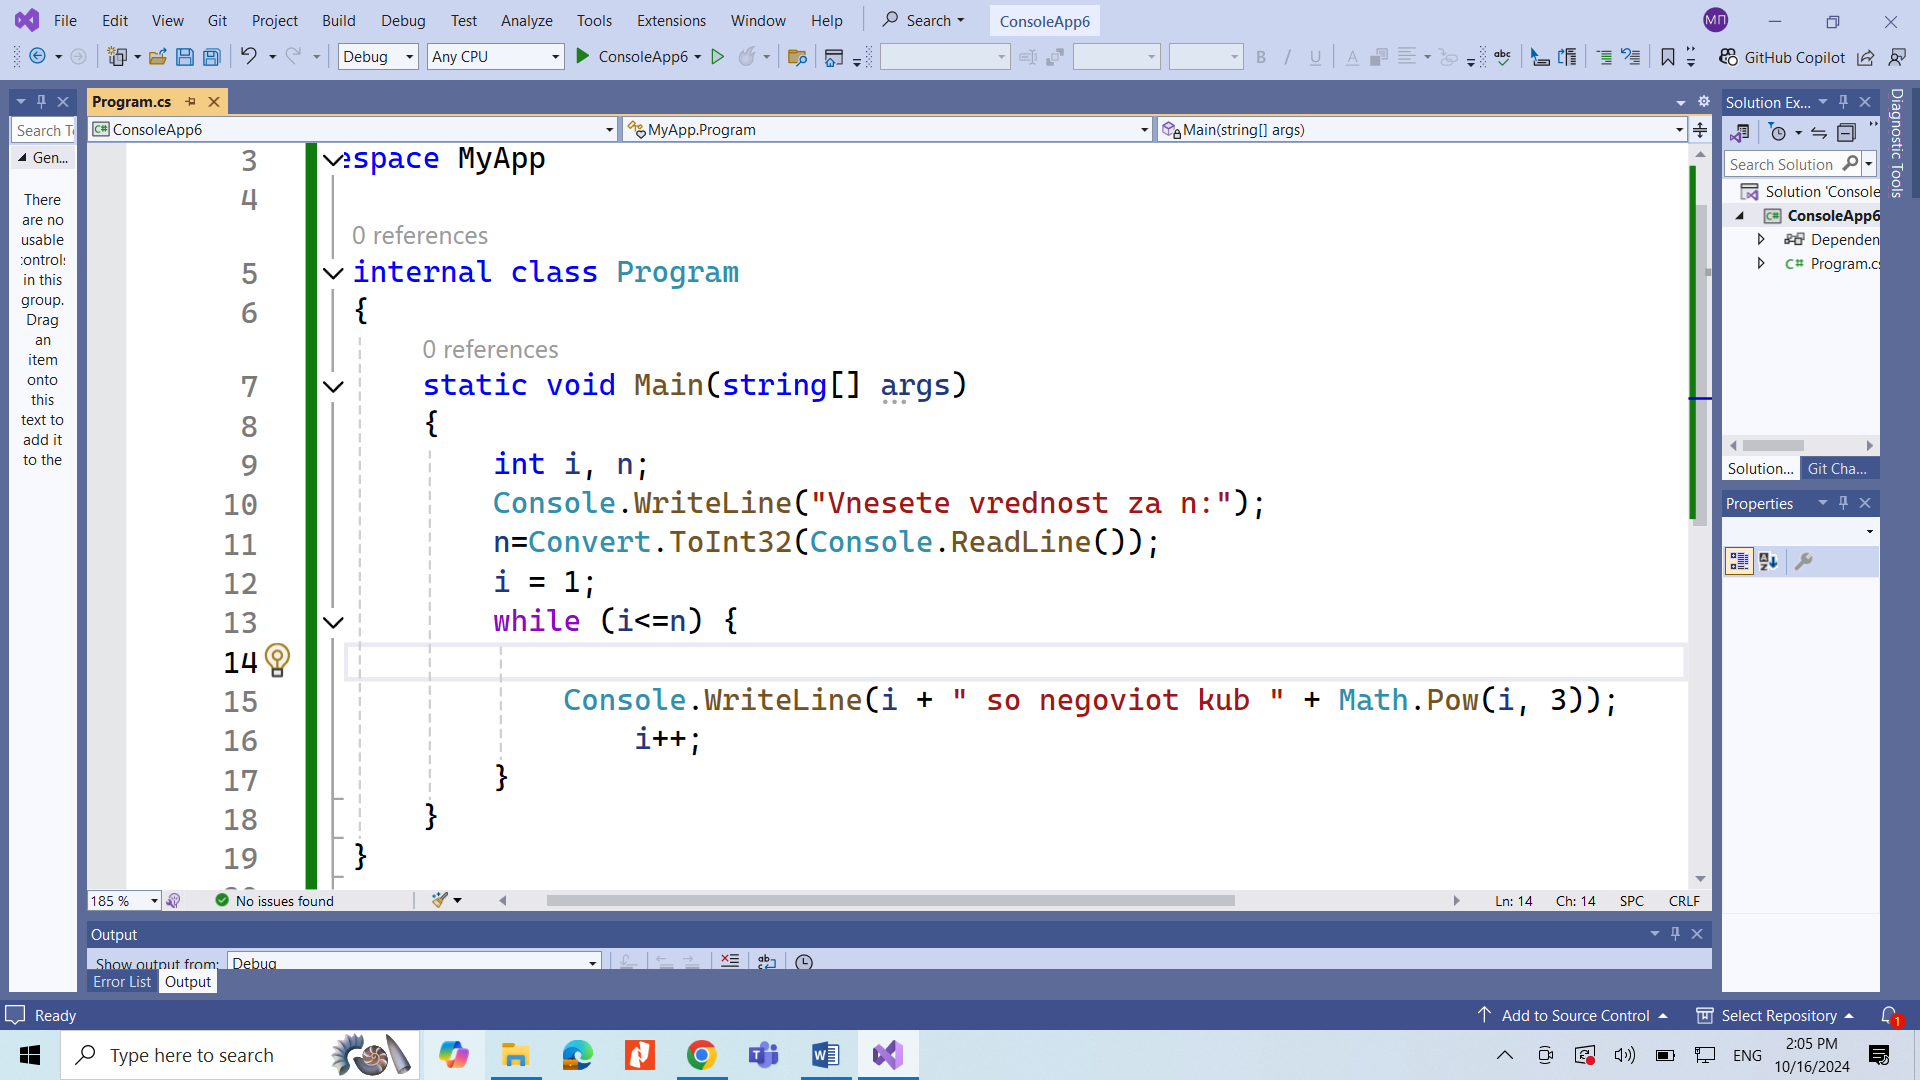 File Edit View Git Project Build Debug Test Analyze Tools Extensions Window Help Search ConsoleApp6 МП
Debug Any CPU ConsoleApp6 GitHub Copilot
Program.cs
Solution Ex...
Diagnostic Tools
Search To
ConsoleApp6 MyApp.Program Main(string[] args)
Gen...
There
are no
usable
controls
in this
group.
Drag
an
item
onto
this
text to
add it
to the
3 espace MyApp
4
0 references
5 internal class Program
6 {
0 references
7 static void Main(string[] args)
8 {
9 int i, n;
10 Console.WriteLine("Vnesete vrednost za n:");
11 n=Convert.ToInt32(Console.ReadLine());
12 i = 1;
13 while (i<=n) {
14
15 Console.WriteLine(i + " so negoviot kub " + Math.Pow(i, 3));
16 i++;
17 }
18 }
19 }
Search Solution
Solution 'Console
ConsoleApp6
Dependen
Program.cs
Solution... Git Cha...
Properties
185 % No issues found Ln: 14 Ch: 14 SPC CRLF
Output
Show output from: Debug
Error List Output
Ready Add to Source Control Select Repository 1
Type here to search
ENG
2:05 PM
10/16/2024